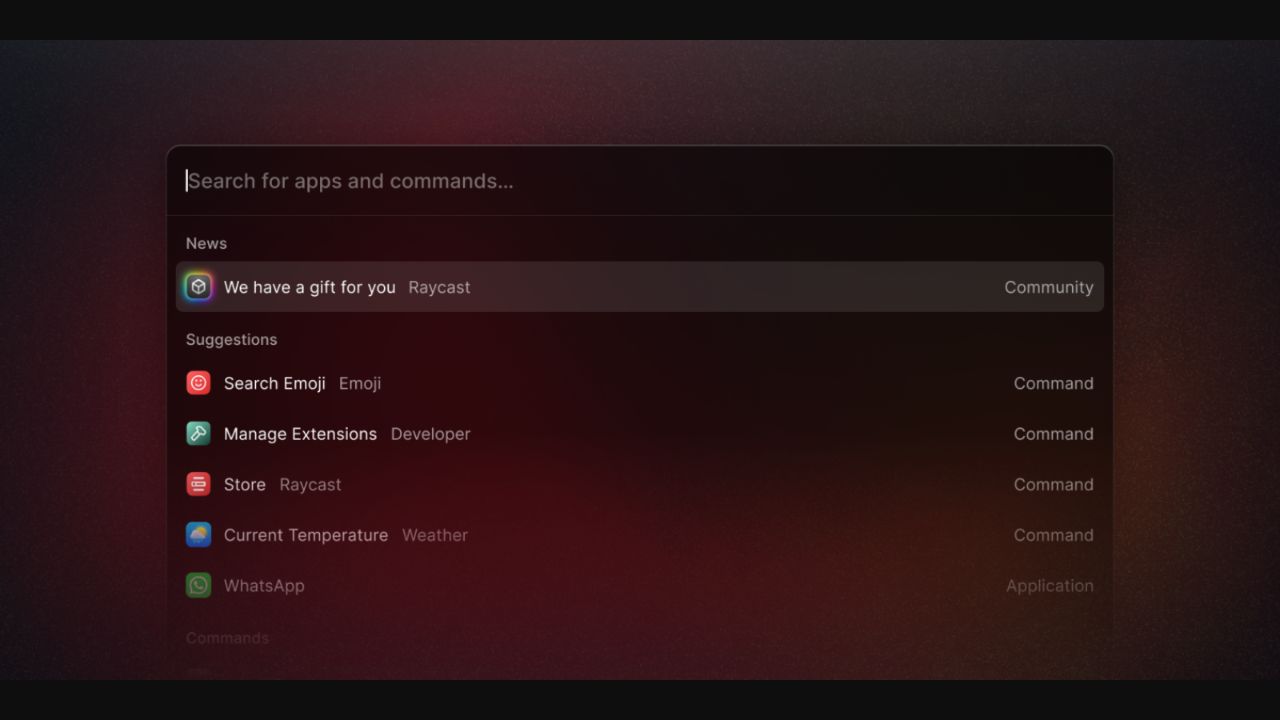 Search for apps and commands...
News
We have a gift for you Raycast Community
Suggestions
Search Emoji Emoji Command
Manage Extensions Developer Command
Store Raycast Command
Current Temperature Weather Command
WhatsApp Application
Commands